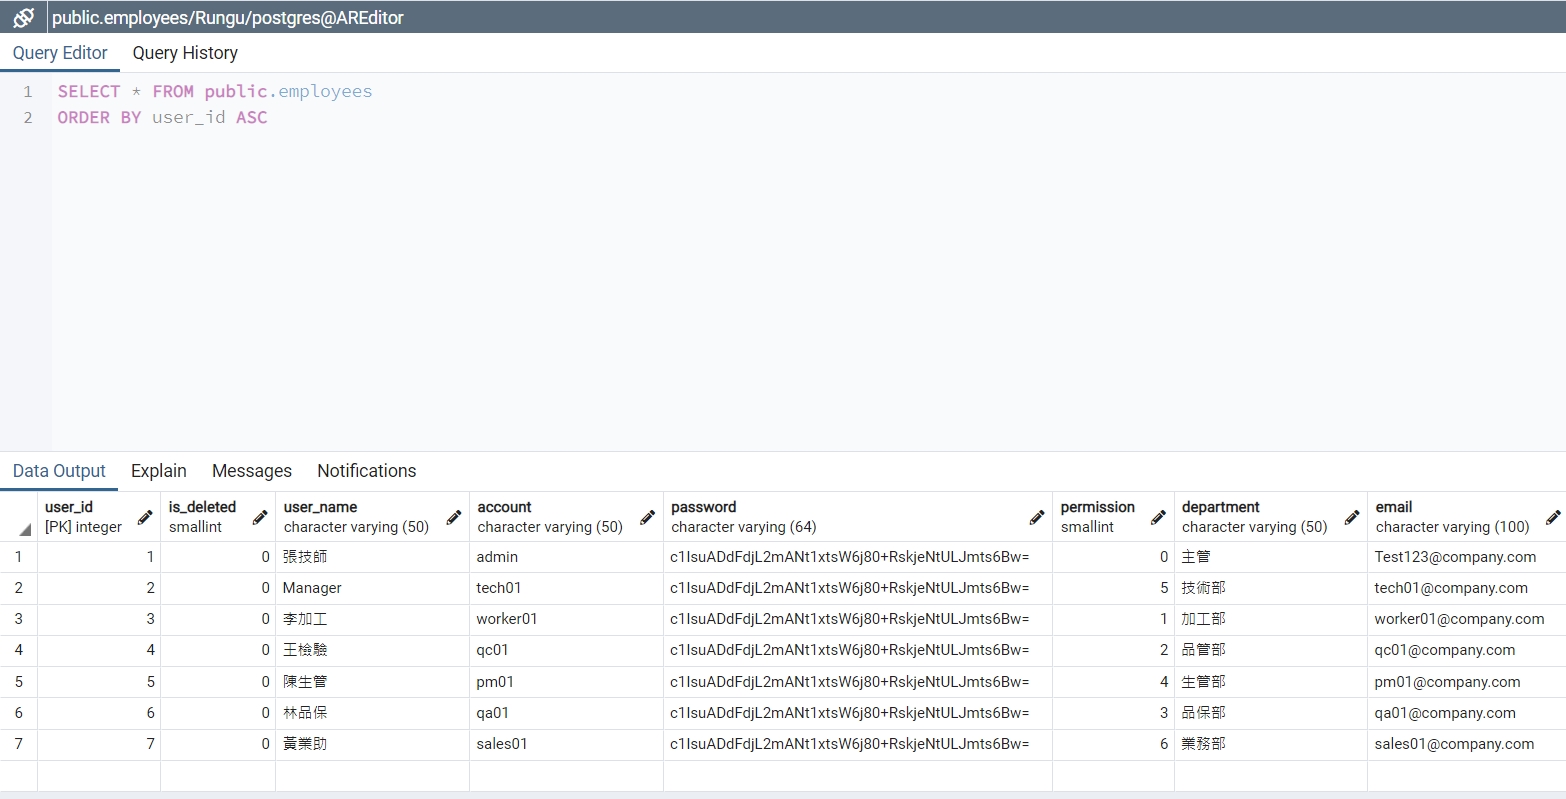 public.employees/Rungu/postgres@AREditor
Query Editor Query History
1 SELECT * FROM public.employees
2 ORDER BY user_id ASC
Data Output Explain Messages Notifications
user_id is_deleted user_name account password permission department email
[PK] integer smallint character varying (50) character varying (50) character varying (64) smallint character varying (50) character varying (100)
1 1 0 張技師 admin c1IsuADdFdjL2mANt1xtsW6j80+RskjeNtULJmts6Bw= 0 主管 Test123@company.com
2 2 0 Manager tech01 c1IsuADdFdjL2mANt1xtsW6j80+RskjeNtULJmts6Bw= 5 技術部 tech01@company.com
3 3 0 李加工 worker01 c1IsuADdFdjL2mANt1xtsW6j80+RskjeNtULJmts6Bw= 1 加工部 worker01@company.com
4 4 0 王檢驗 qc01 c1IsuADdFdjL2mANt1xtsW6j80+RskjeNtULJmts6Bw= 2 品管部 qc01@company.com
5 5 0 陳生管 pm01 c1IsuADdFdjL2mANt1xtsW6j80+RskjeNtULJmts6Bw= 4 生管部 pm01@company.com
6 6 0 林品保 qa01 c1IsuADdFdjL2mANt1xtsW6j80+RskjeNtULJmts6Bw= 3 品保部 qa01@company.com
7 7 0 黃業助 sales01 c1IsuADdFdjL2mANt1xtsW6j80+RskjeNtULJmts6Bw= 6 業務部 sales01@company.com